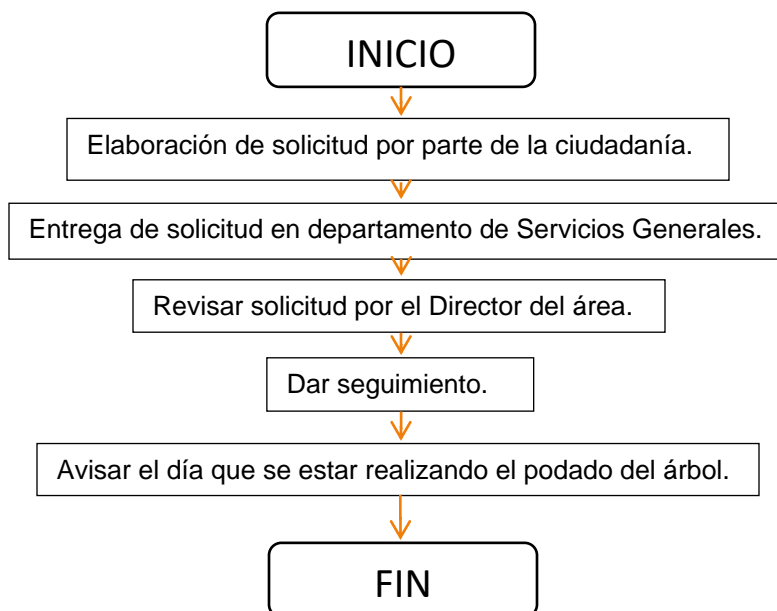 INICIO
Elaboración de solicitud por parte de la ciudadanía.
Entrega de solicitud en departamento de Servicios Generales.
Revisar solicitud por el Director del área.
Dar seguimiento.
Avisar el día que se estar realizando el podado del árbol.
FIN